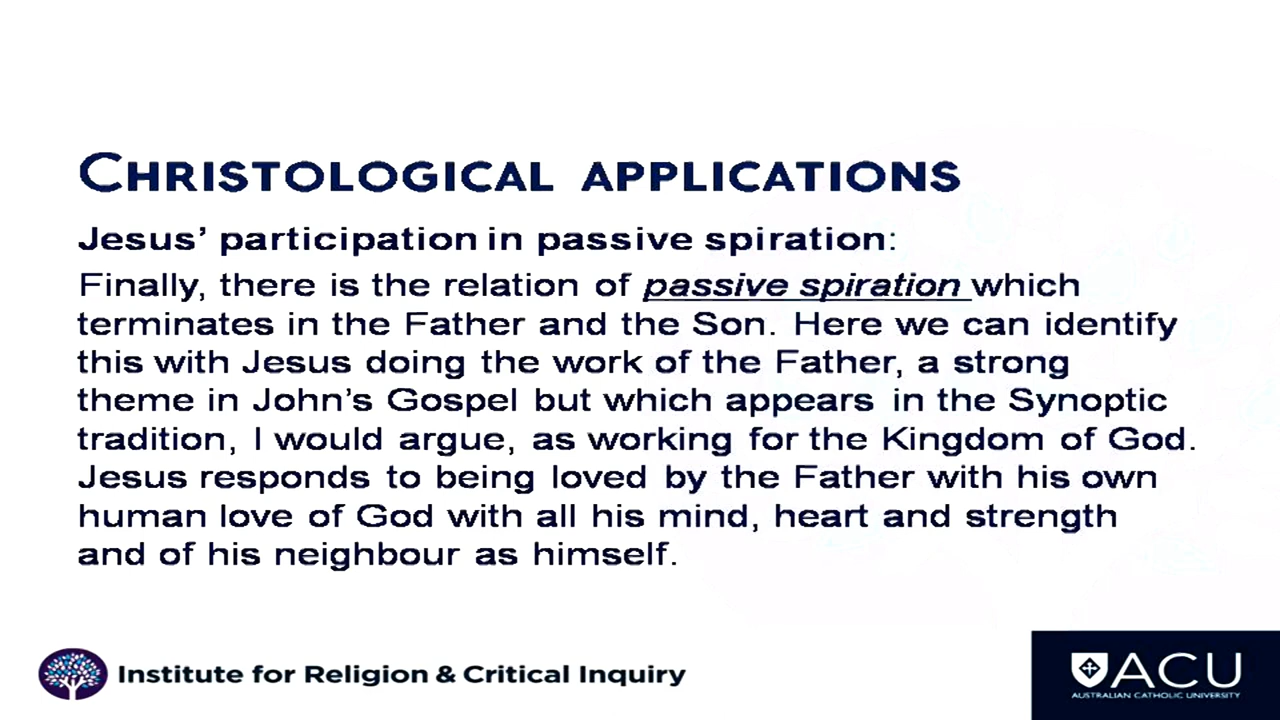 CHRISTOLOGICAL APPLICATIONS
Jesus’ participation in passive spiration:
Finally, there is the relation of passive spiration which
terminates in the Father and the Son. Here we can identify
this with Jesus doing the work of the Father, a strong
theme in John’s Gospel but which appears in the Synoptic
tradition, I would argue, as working for the Kingdom of God.
Jesus responds to being loved by the Father with his own
human love of God with all his mind, heart and strength
and of his neighbour as himself.
Institute for Religion & Critical Inquiry
ACU
AUSTRALIAN CATHOLIC UNIVERSITY